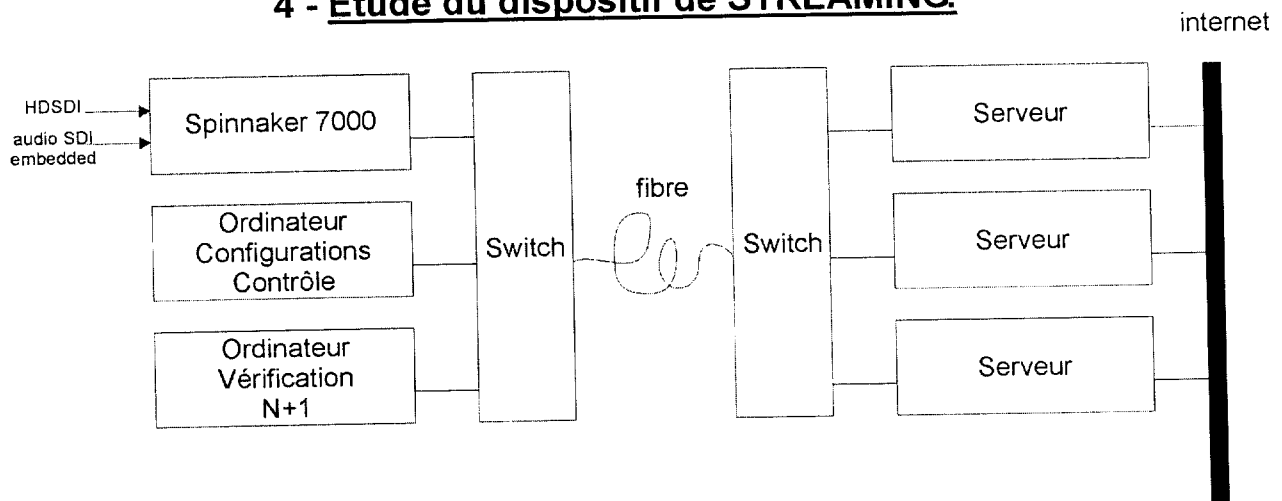 4 - Etude du dispositif de STREAMING.
internet
HDSDI
audio SDI
embedded
Spinnaker 7000
Ordinateur
Configurations
Contrôle
Ordinateur
Vérification
N+1
Switch
fibre
Switch
Serveur
Serveur
Serveur